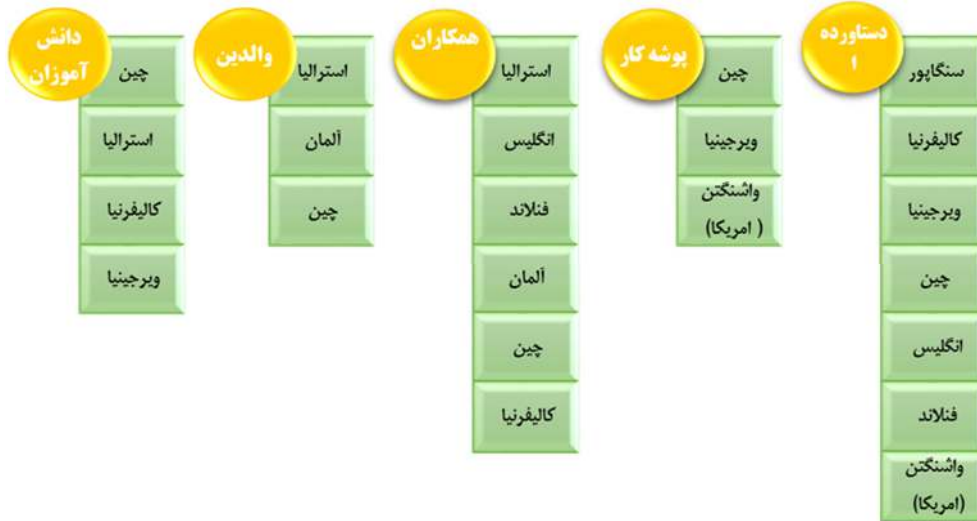 دستاورده
ا
سنگاپور
کالیفرنیا
ویرجینیا
چین
انگلیس
فنلاند
واشنگتن
(امریکا)
پوشه کار
چین
ویرجینیا
واشنگتن
( امریکا)
همکاران
استرالیا
انگلیس
فنلاند
آلمان
چین
کالیفرنیا
والدین
استرالیا
آلمان
چین
دانش
آموزان
چین
استرالیا
کالیفرنیا
ویرجینیا